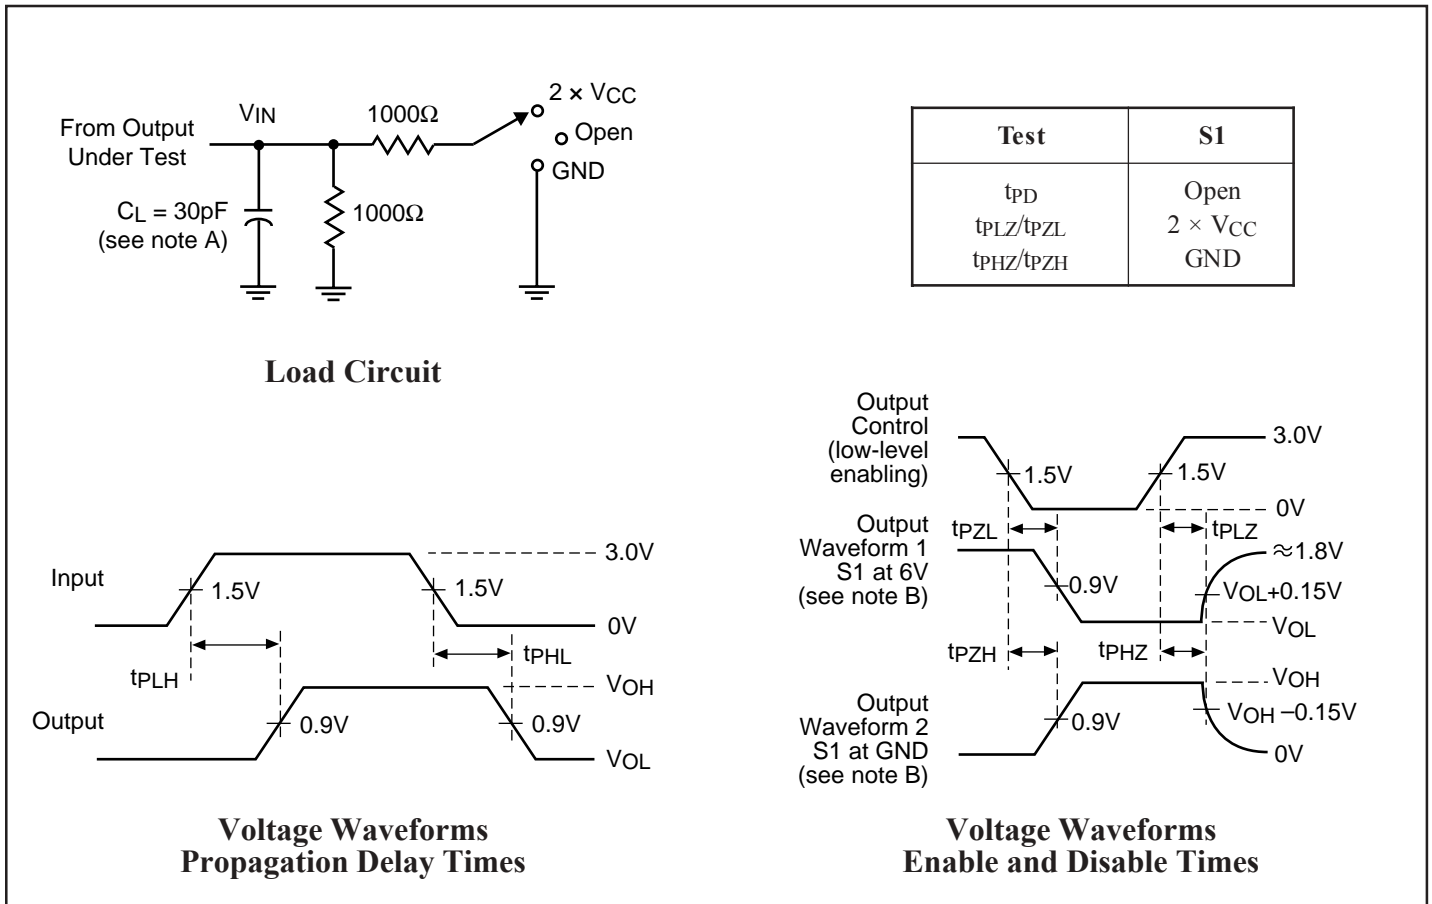 VIN
1000Ω
2 × VCC
Open
GND
From Output
Under Test
CL = 30pF
(see note A)
1000Ω
Load Circuit
Test S1
tPD Open
tPLZ/tPZL 2 × VCC
tPHZ/tPZH GND
Input
1.5V
1.5V
3.0V
0V
tPLH
tPHL
Output
0.9V
0.9V
VOH
VOL
Voltage Waveforms
Propagation Delay Times
Output
Control
(low-level
enabling)
1.5V
1.5V
3.0V
0V
tPZL
tPLZ
Output
Waveform 1
S1 at 6V
(see note B)
0.9V
≈1.8V
VOL+0.15V
VOL
tPZH
tPHZ
Output
Waveform 2
S1 at GND
(see note B)
0.9V
VOH
VOH –0.15V
0V
Voltage Waveforms
Enable and Disable Times